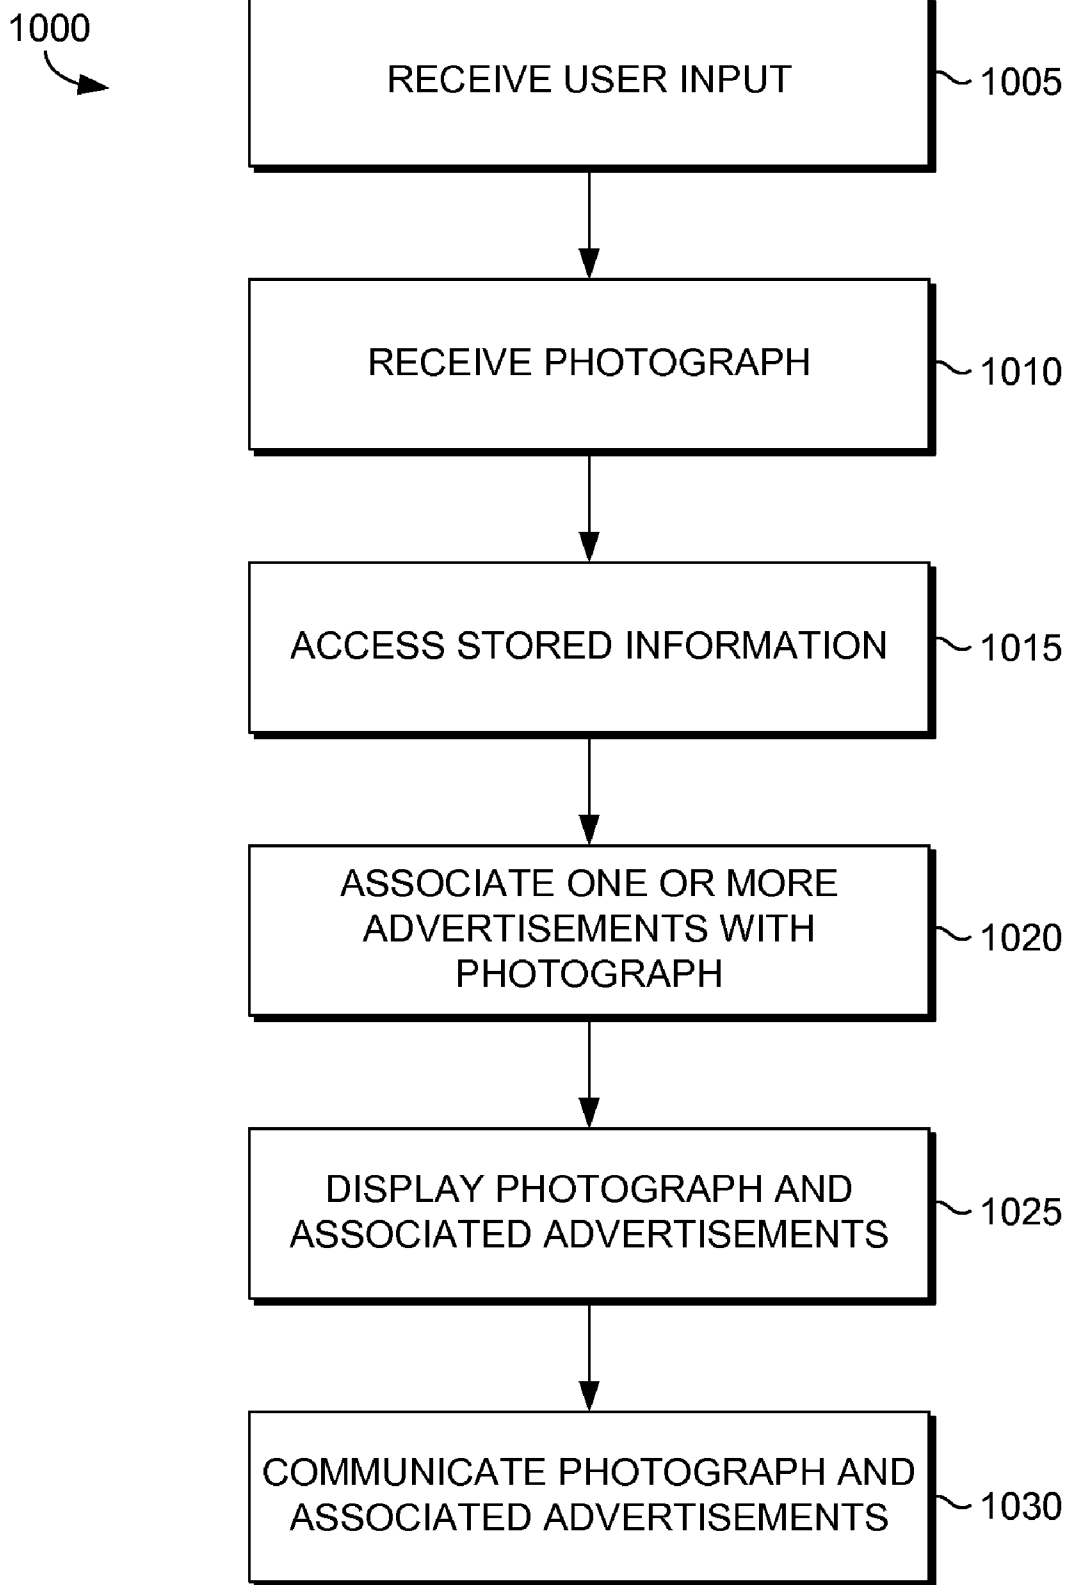 1000
RECEIVE USER INPUT
1005
RECEIVE PHOTOGRAPH
1010
ACCESS STORED INFORMATION
1015
ASSOCIATE ONE OR MORE
ADVERTISEMENTS WITH
PHOTOGRAPH
1020
DISPLAY PHOTOGRAPH AND
ASSOCIATED ADVERTISEMENTS
1025
COMMUNICATE PHOTOGRAPH AND
ASSOCIATED ADVERTISEMENTS
1030